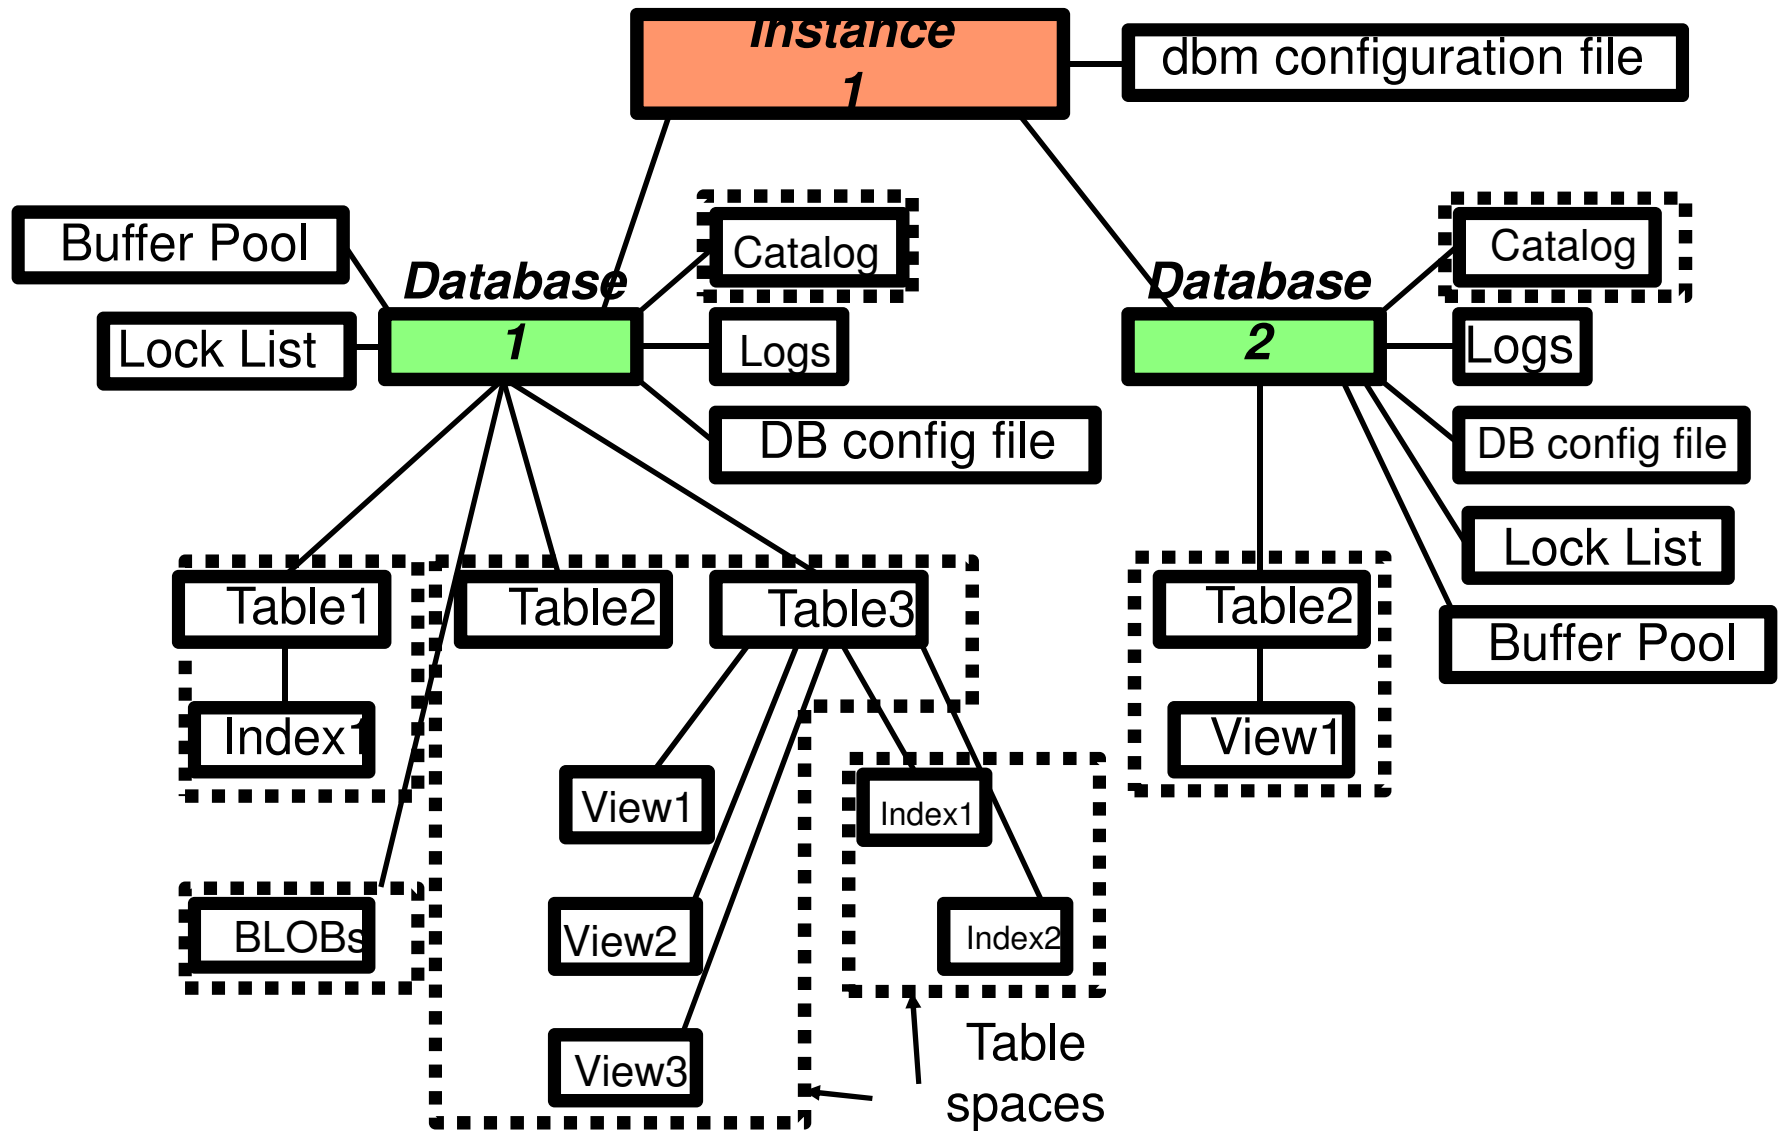 Instance
1
dbm configuration file
Buffer Pool
Catalog
Catalog
Database
1
Database
2
Lock List
Logs
Logs
DB config file
DB config file
Lock List
Table1
Table2
Table3
Table2
Buffer Pool
Index1
View1
View1
Index1
BLOBs
View2
Index2
View3
Table
spaces